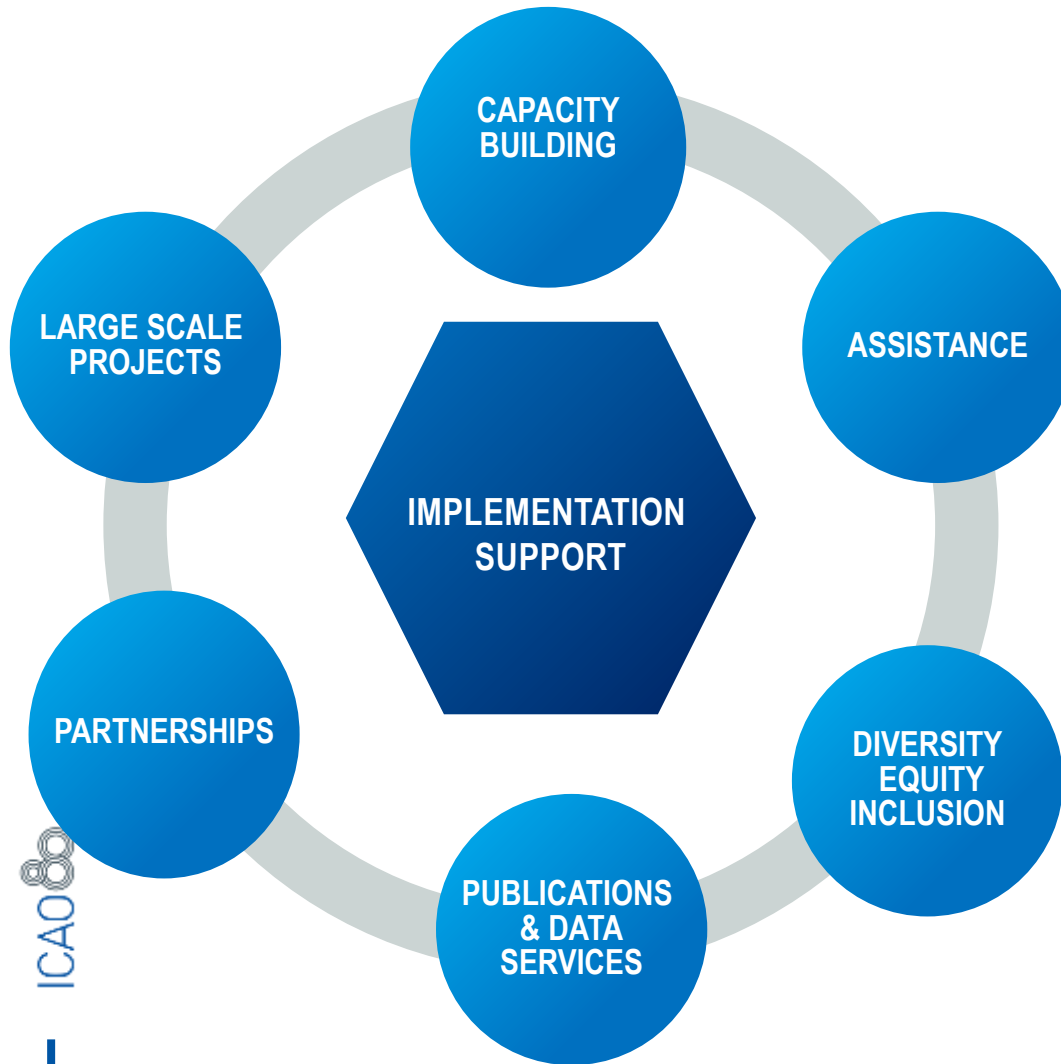 CAPACITY
BUILDING
LARGE SCALE
PROJECTS
ASSISTANCE
IMPLEMENTATION
SUPPORT
PARTNERSHIPS
DIVERSITY
EQUITY
INCLUSION
PUBLICATIONS
& DATA
SERVICES
ICAO